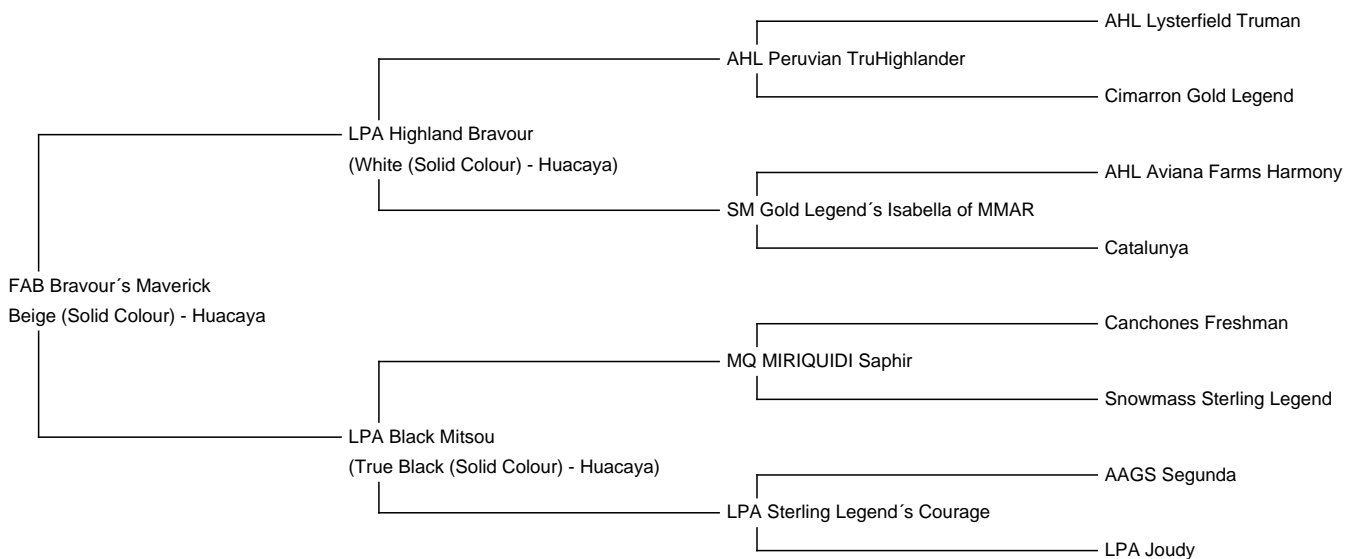 AHL Lysterfield Truman
AHL Peruvian TruHighlander
Cimarron Gold Legend
LPA Highland Bravour
(White (Solid Colour) - Huacaya)
AHL Aviana Farms Harmony
SM Gold Legend´s Isabella of MMAR
Catalunya
FAB Bravour´s Maverick
Beige (Solid Colour) - Huacaya
Canchones Freshman
MQ MIRIQUIDI Saphir
Snowmass Sterling Legend
LPA Black Mitsou
(True Black (Solid Colour) - Huacaya)
AAGS Segunda
LPA Sterling Legend´s Courage
LPA Joudy